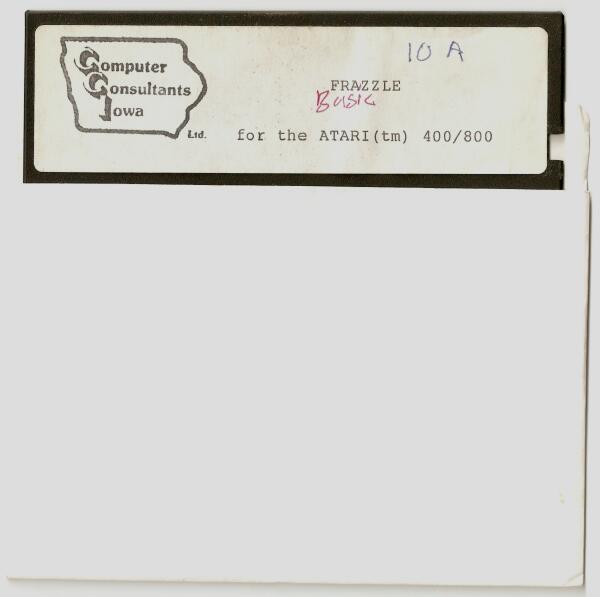 Computer
Consultants
Iowa
Ltd.
10 A
FRAZZLE
Basic
for the ATARI(tm) 400/800